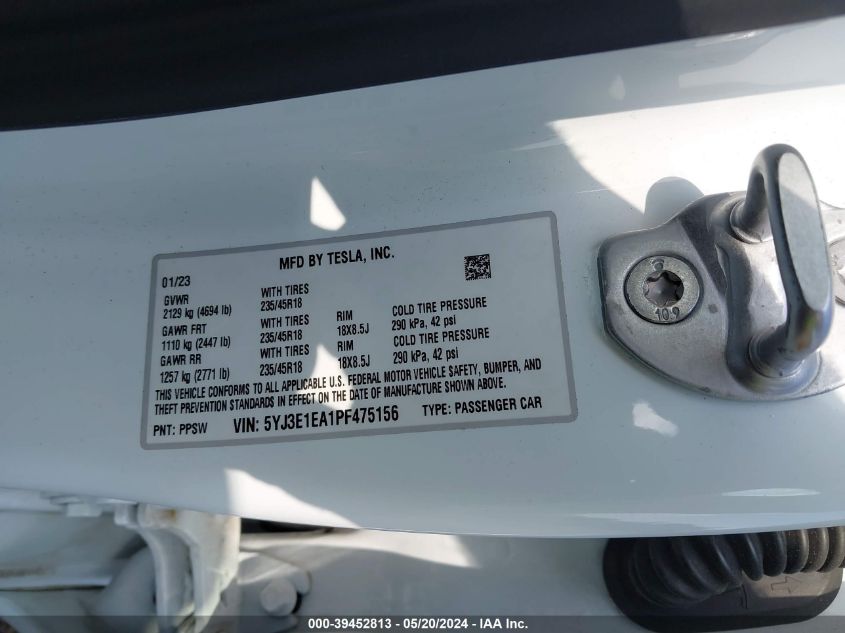 MFD BY TESLA, INC.
01/23
GVWR WITH TIRES
2129 kg (4694 lb) 235/45R18
GAWR FRT WITH TIRES RIM COLD TIRE PRESSURE
1110 kg (2447 lb) 235/45R18 18X8.5J 290 kPa, 42 psi
GAWR RR WITH TIRES RIM COLD TIRE PRESSURE
1257 kg (2771 lb) 235/45R18 18X8.5J 290 kPa, 42 psi
THIS VEHICLE CONFORMS TO ALL APPLICABLE U.S. FEDERAL MOTOR VEHICLE SAFETY, BUMPER, AND
THEFT PREVENTION STANDARDS IN EFFECT ON THE DATE OF MANUFACTURE SHOWN ABOVE.
PNT: PPSW VIN: 5YJ3E1EA1PF475156 TYPE: PASSENGER CAR
10.9
000-39452813 - 05/20/2024 - IAA Inc.